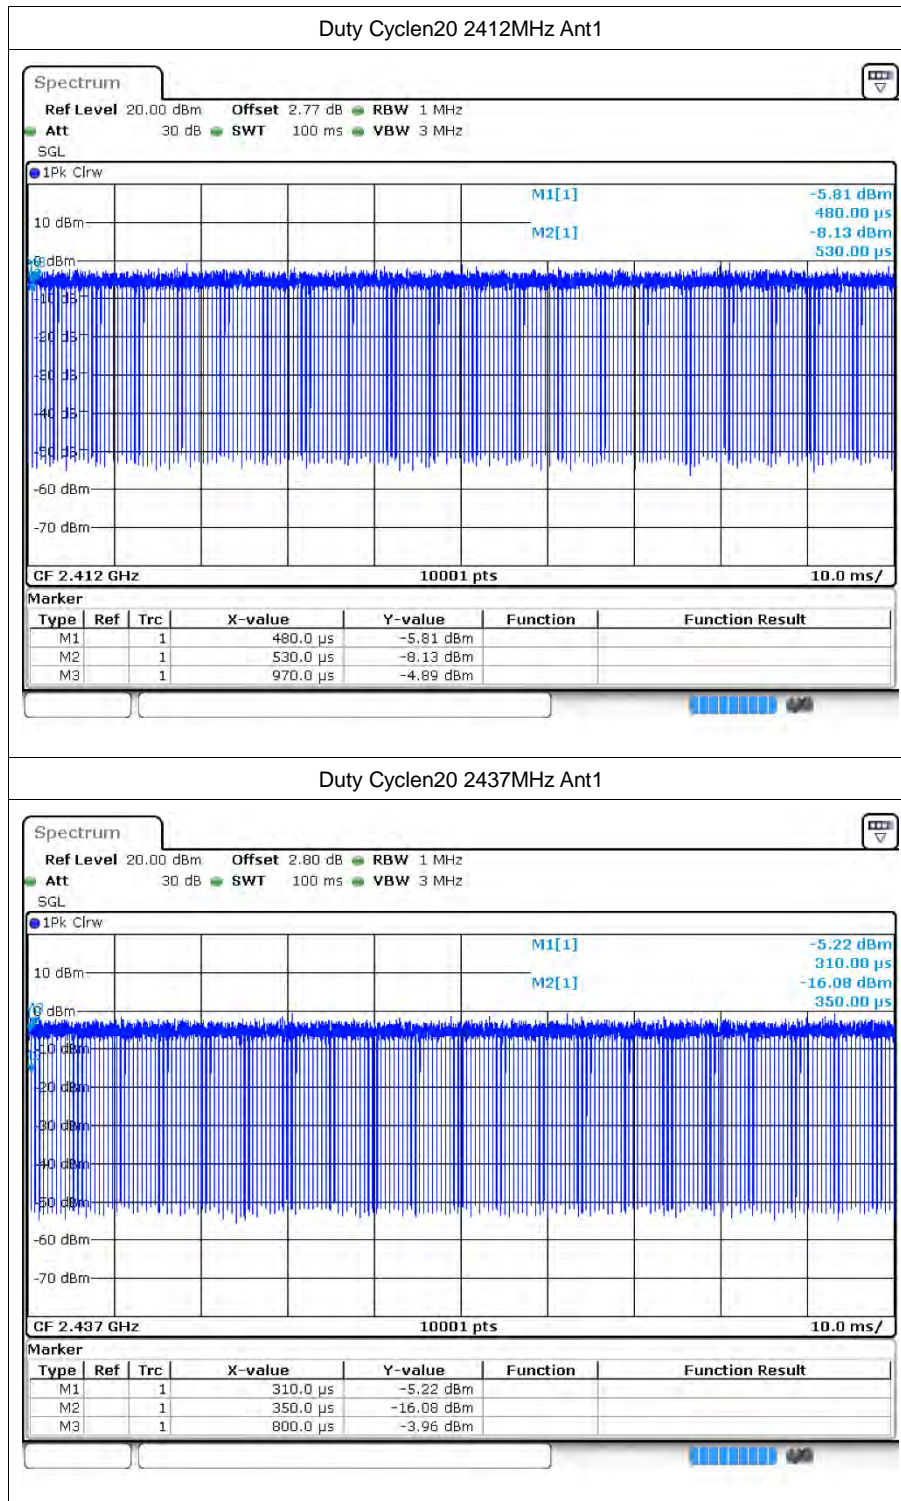 Duty Cyclen20 2412MHz Ant1
Spectrum
Ref Level 20.00 dBm Offset 2.77 dB RBW 1 MHz
Att 30 dB SWT 100 ms VBW 3 MHz
SGL
1Pk Clrw
M1[1] -5.81 dBm
480.00 µs
10 dBm
M2[1] -8.13 dBm
530.00 µs
0 dBm
-10 dBm
-20 dBm
-30 dBm
-40 dBm
-50 dBm
-60 dBm
-70 dBm
CF 2.412 GHz 10001 pts 10.0 ms/
Marker
Type Ref Trc X-value Y-value Function Function Result
M1 1 480.0 µs -5.81 dBm
M2 1 530.0 µs -8.13 dBm
M3 1 970.0 µs -4.89 dBm
Duty Cyclen20 2437MHz Ant1
Spectrum
Ref Level 20.00 dBm Offset 2.80 dB RBW 1 MHz
Att 30 dB SWT 100 ms VBW 3 MHz
SGL
1Pk Clrw
M1[1] -5.22 dBm
310.00 µs
10 dBm
M2[1] -16.08 dBm
350.00 µs
0 dBm
-10 dBm
-20 dBm
-30 dBm
-40 dBm
-50 dBm
-60 dBm
-70 dBm
CF 2.437 GHz 10001 pts 10.0 ms/
Marker
Type Ref Trc X-value Y-value Function Function Result
M1 1 310.0 µs -5.22 dBm
M2 1 350.0 µs -16.08 dBm
M3 1 800.0 µs -3.96 dBm